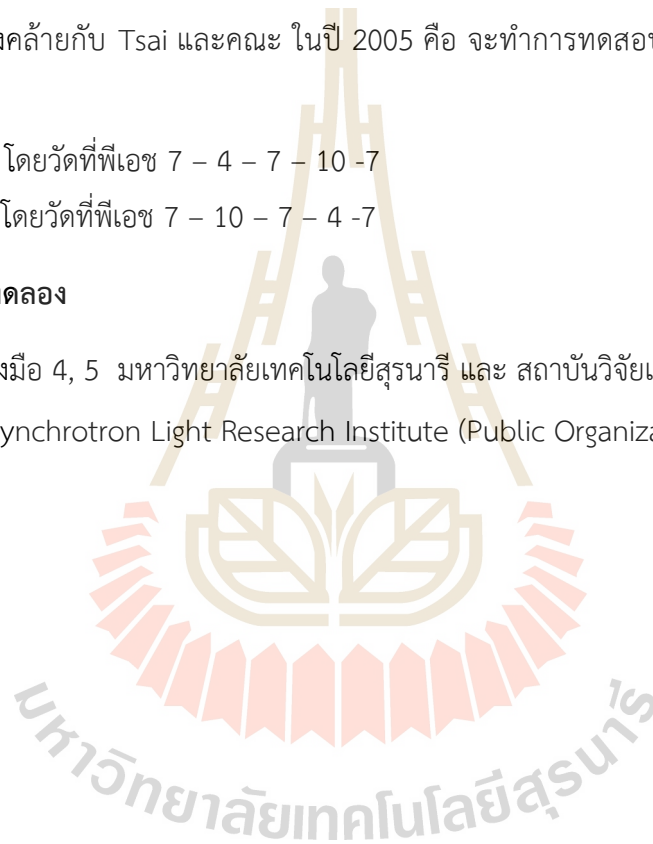 คล้ายกับ Tsai และคณะ ในปี 2005 คือ จะทำการทดสอบ
โดยวัดที่พีเอช 7 – 4 – 7 – 10 -7
โดยวัดที่พีเอช 7 – 10 – 7 – 4 -7
ดลอง
งมือ 4, 5 มหาวิทยาลัยเทคโนโลยีสุรนารี และ สถาบันวิจัยแ
ynchrotron Light Research Institute (Public Organiza
มหาวิทยาลัยเทคโนโลยีสุรนารี